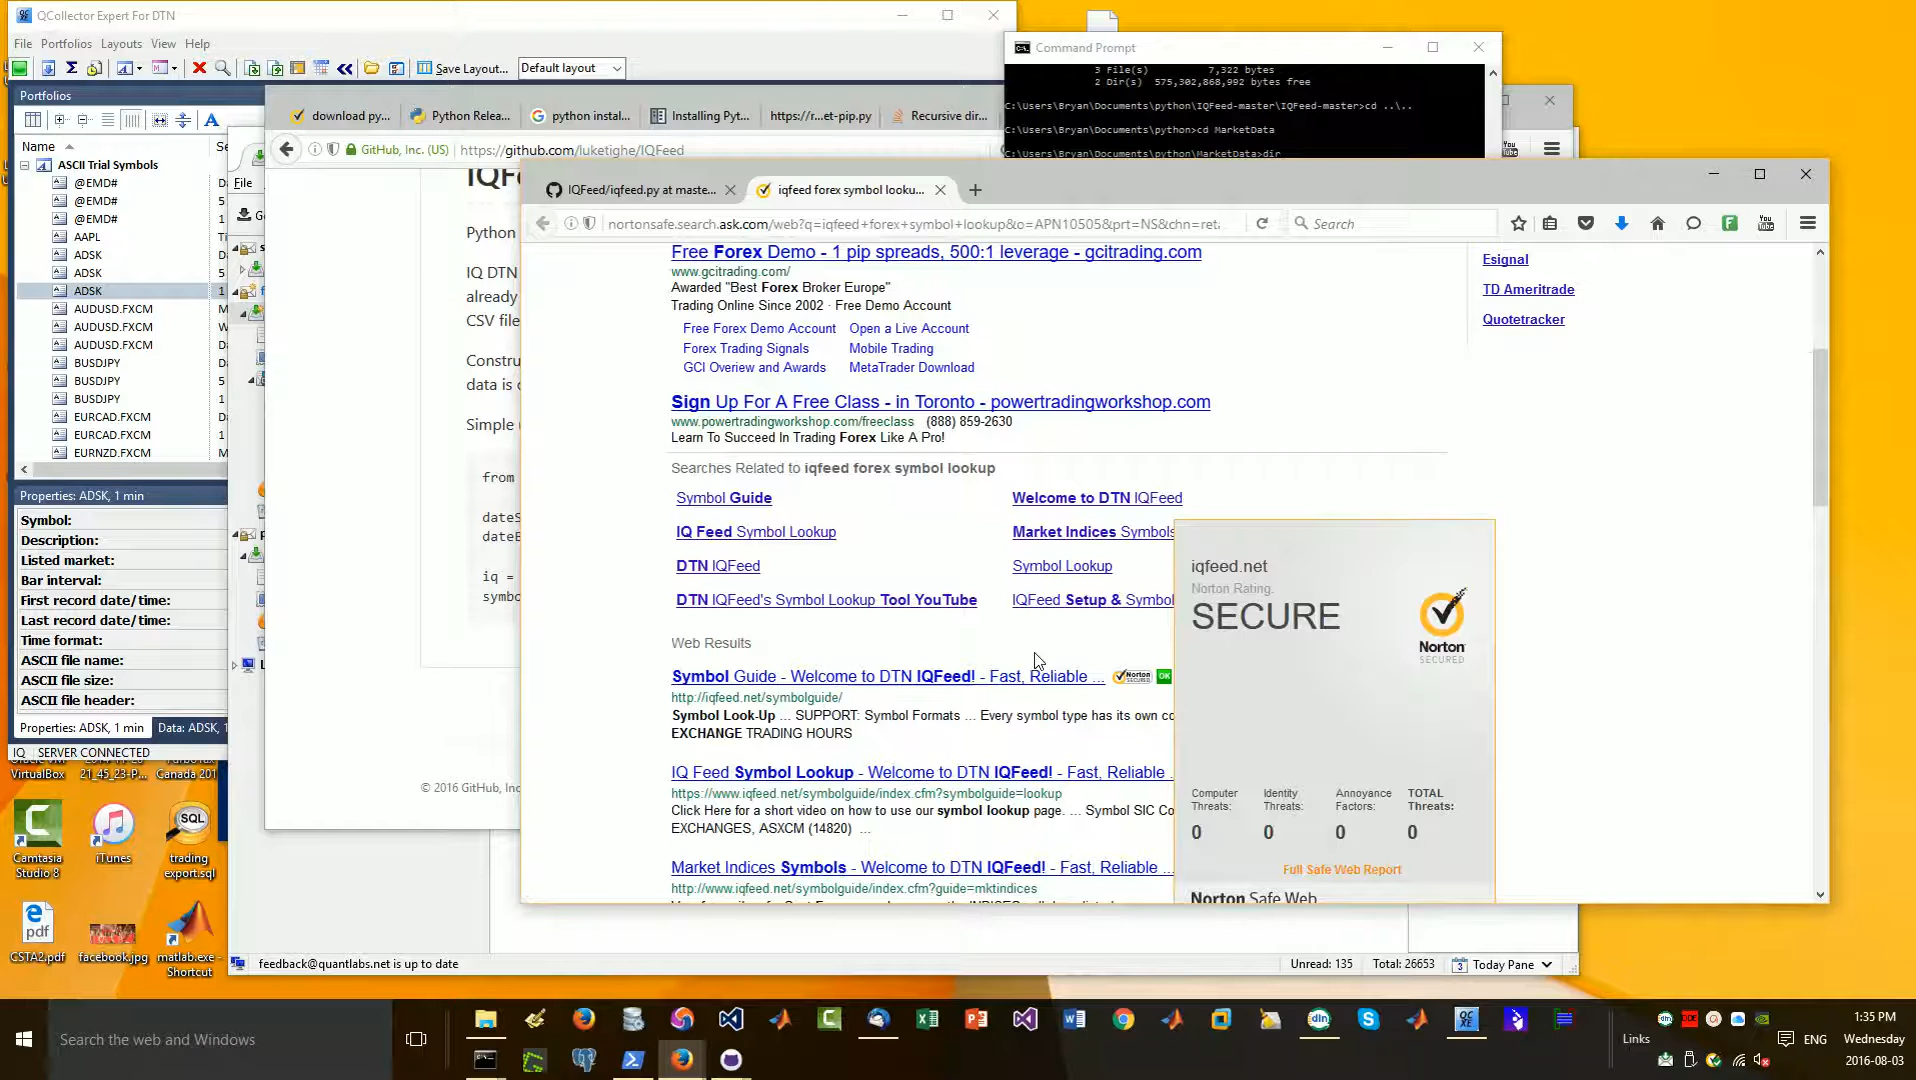 QCollector Expert For DTN
File Portfolios Layouts View Help
Save Layout... Default layout
Portfolios
Name
ASCII Trial Symbols
@EMD#
@EMD#
@EMD#
AAPL
ADSK
ADSK
ADSK
AUDUSD.FXCM
AUDUSD.FXCM
AUDUSD.FXCM
BUSDJPY
BUSDJPY
BUSDJPY
EURCAD.FXCM
EURCAD.FXCM
EURNZD.FXCM
Properties: ADSK, 1 min
Symbol:
Description:
Listed market:
Bar interval:
First record date/time:
Last record date/time:
Time format:
ASCII file name:
ASCII file size:
ASCII file header:
Properties: ADSK, 1 min Data: ADSK, 1
IQ SERVER CONNECTED
Command Prompt
3 File(s) 7,322 bytes
2 Dir(s) 575,302,868,992 bytes free
C:\Users\Bryan\Documents\python\IQFeed-master\IQFeed-master>cd ..\..
C:\Users\Bryan\Documents\python>cd MarketData
C:\Users\Bryan\Documents\python\MarketData>dir
File
download py...
Python Relea...
python instal...
Installing Pyt...
https://r...et-pip.py
Recursive dir...
GitHub, Inc. (US) https://github.com/luketighe/IQFeed
Python
IQ DTN
already
CSV file
Constru
data is
Simple
from
iq =
symbo
© 2016 GitHub, Inc
IQFeed/iqfeed.py at maste...
iqfeed forex symbol looku...
nortonsafe.search.ask.com/web?q=iqfeed+forex+symbol+lookup&o=APN10505&prt=NS&chn=ret.
Search
Free Forex Demo - 1 pip spreads, 500:1 leverage - gcitrading.com
www.gcitrading.com/
Awarded "Best Forex Broker Europe"
Trading Online Since 2002 · Free Demo Account
Free Forex Demo Account Open a Live Account
Forex Trading Signals Mobile Trading
GCI Overiew and Awards MetaTrader Download
Sign Up For A Free Class - in Toronto - powertradingworkshop.com
www.powertradingworkshop.com/freeclass (888) 859-2630
Learn To Succeed In Trading Forex Like A Pro!
Esignal
TD Ameritrade
Quotetracker
Searches Related to iqfeed forex symbol lookup
Symbol Guide Welcome to DTN IQFeed
IQ Feed Symbol Lookup Market Indices Symbols
DTN IQFeed Symbol Lookup
DTN IQFeed's Symbol Lookup Tool YouTube IQFeed Setup & Symbol
Web Results
Symbol Guide - Welcome to DTN IQFeed! - Fast, Reliable ...
http://iqfeed.net/symbolguide/
Symbol Look-Up ... SUPPORT: Symbol Formats ... Every symbol type has its own co
EXCHANGE TRADING HOURS
IQ Feed Symbol Lookup - Welcome to DTN IQFeed! - Fast, Reliable .
https://www.iqfeed.net/symbolguide/index.cfm?symbolguide=lookup
Click Here for a short video on how to use our symbol lookup page. ... Symbol SIC Co
EXCHANGES, ASXCM (14820) ...
Market Indices Symbols - Welcome to DTN IQFeed! - Fast, Reliable ...
http://www.iqfeed.net/symbolguide/index.cfm?guide=mktindices
iqfeed.net
Norton Rating.
SECURE
Norton
SECURED
Computer Threats: Identity Threats: Annoyance Factors: TOTAL Threats:
0 0 0 0
Full Safe Web Report
Norton Safe Web
feedback@quantlabs.net is up to date
Unread: 135 Total: 26653 Today Pane
VirtualBox
21_45_23-P...
Canada 201
Camtasia Studio 8
iTunes
trading export.sql
CSTA2.pdf
facebook.jpg
matlab.exe - Shortcut
Search the web and Windows
Links
ENG
1:35 PM
Wednesday
2016-08-03